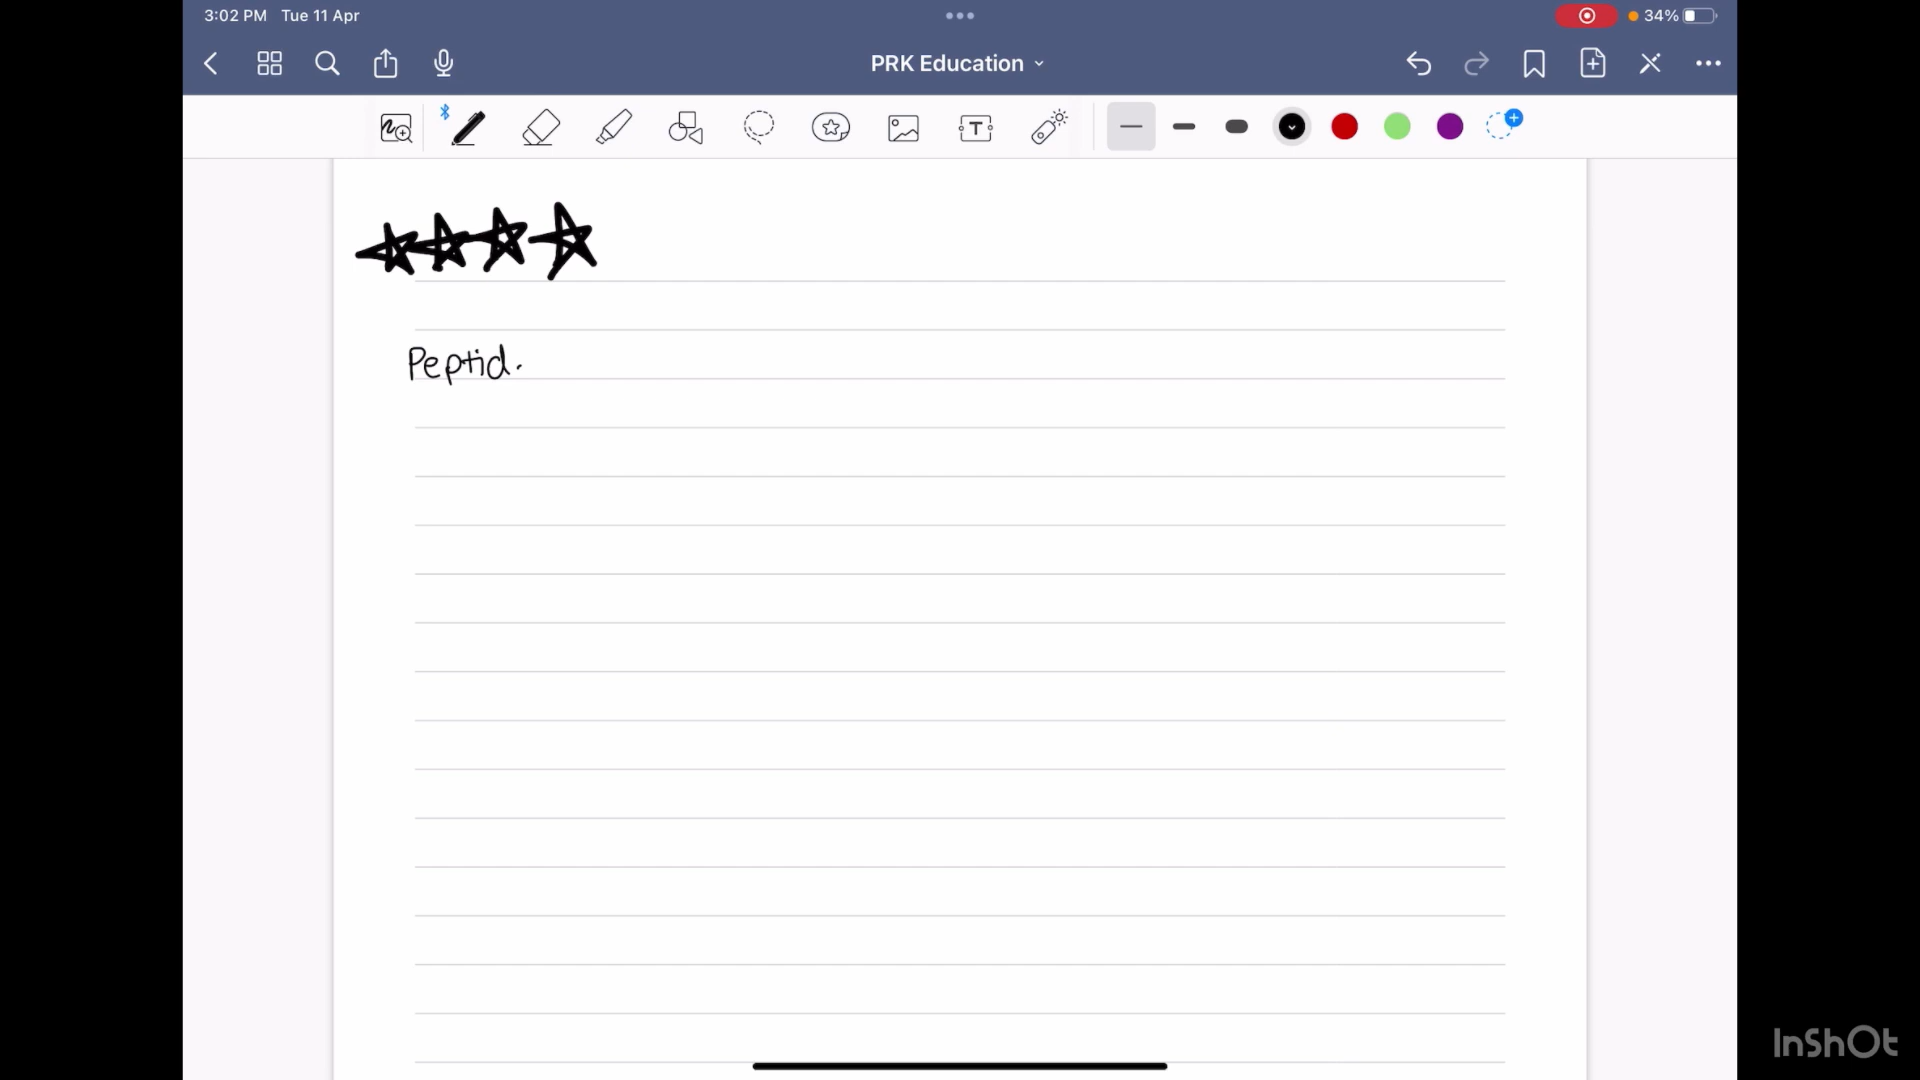 3:02 PM Tue 11 Apr
34%
PRK Education
T
Peptid.
InShOt